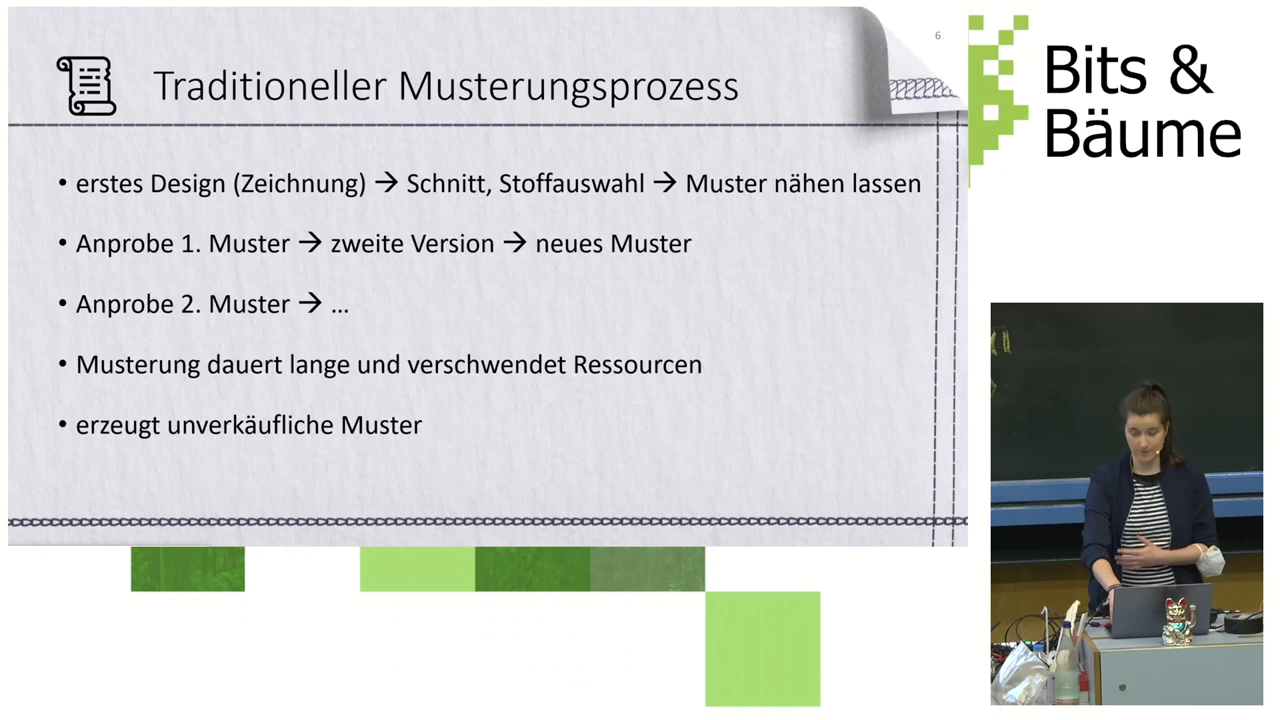 6
Traditioneller Musterungsprozess
• erstes Design (Zeichnung) → Schnitt, Stoffauswahl → Muster nähen lassen
• Anprobe 1. Muster → zweite Version → neues Muster
• Anprobe 2. Muster → ...
• Musterung dauert lange und verschwendet Ressourcen
• erzeugt unverkäufliche Muster
Bits &
Bäume